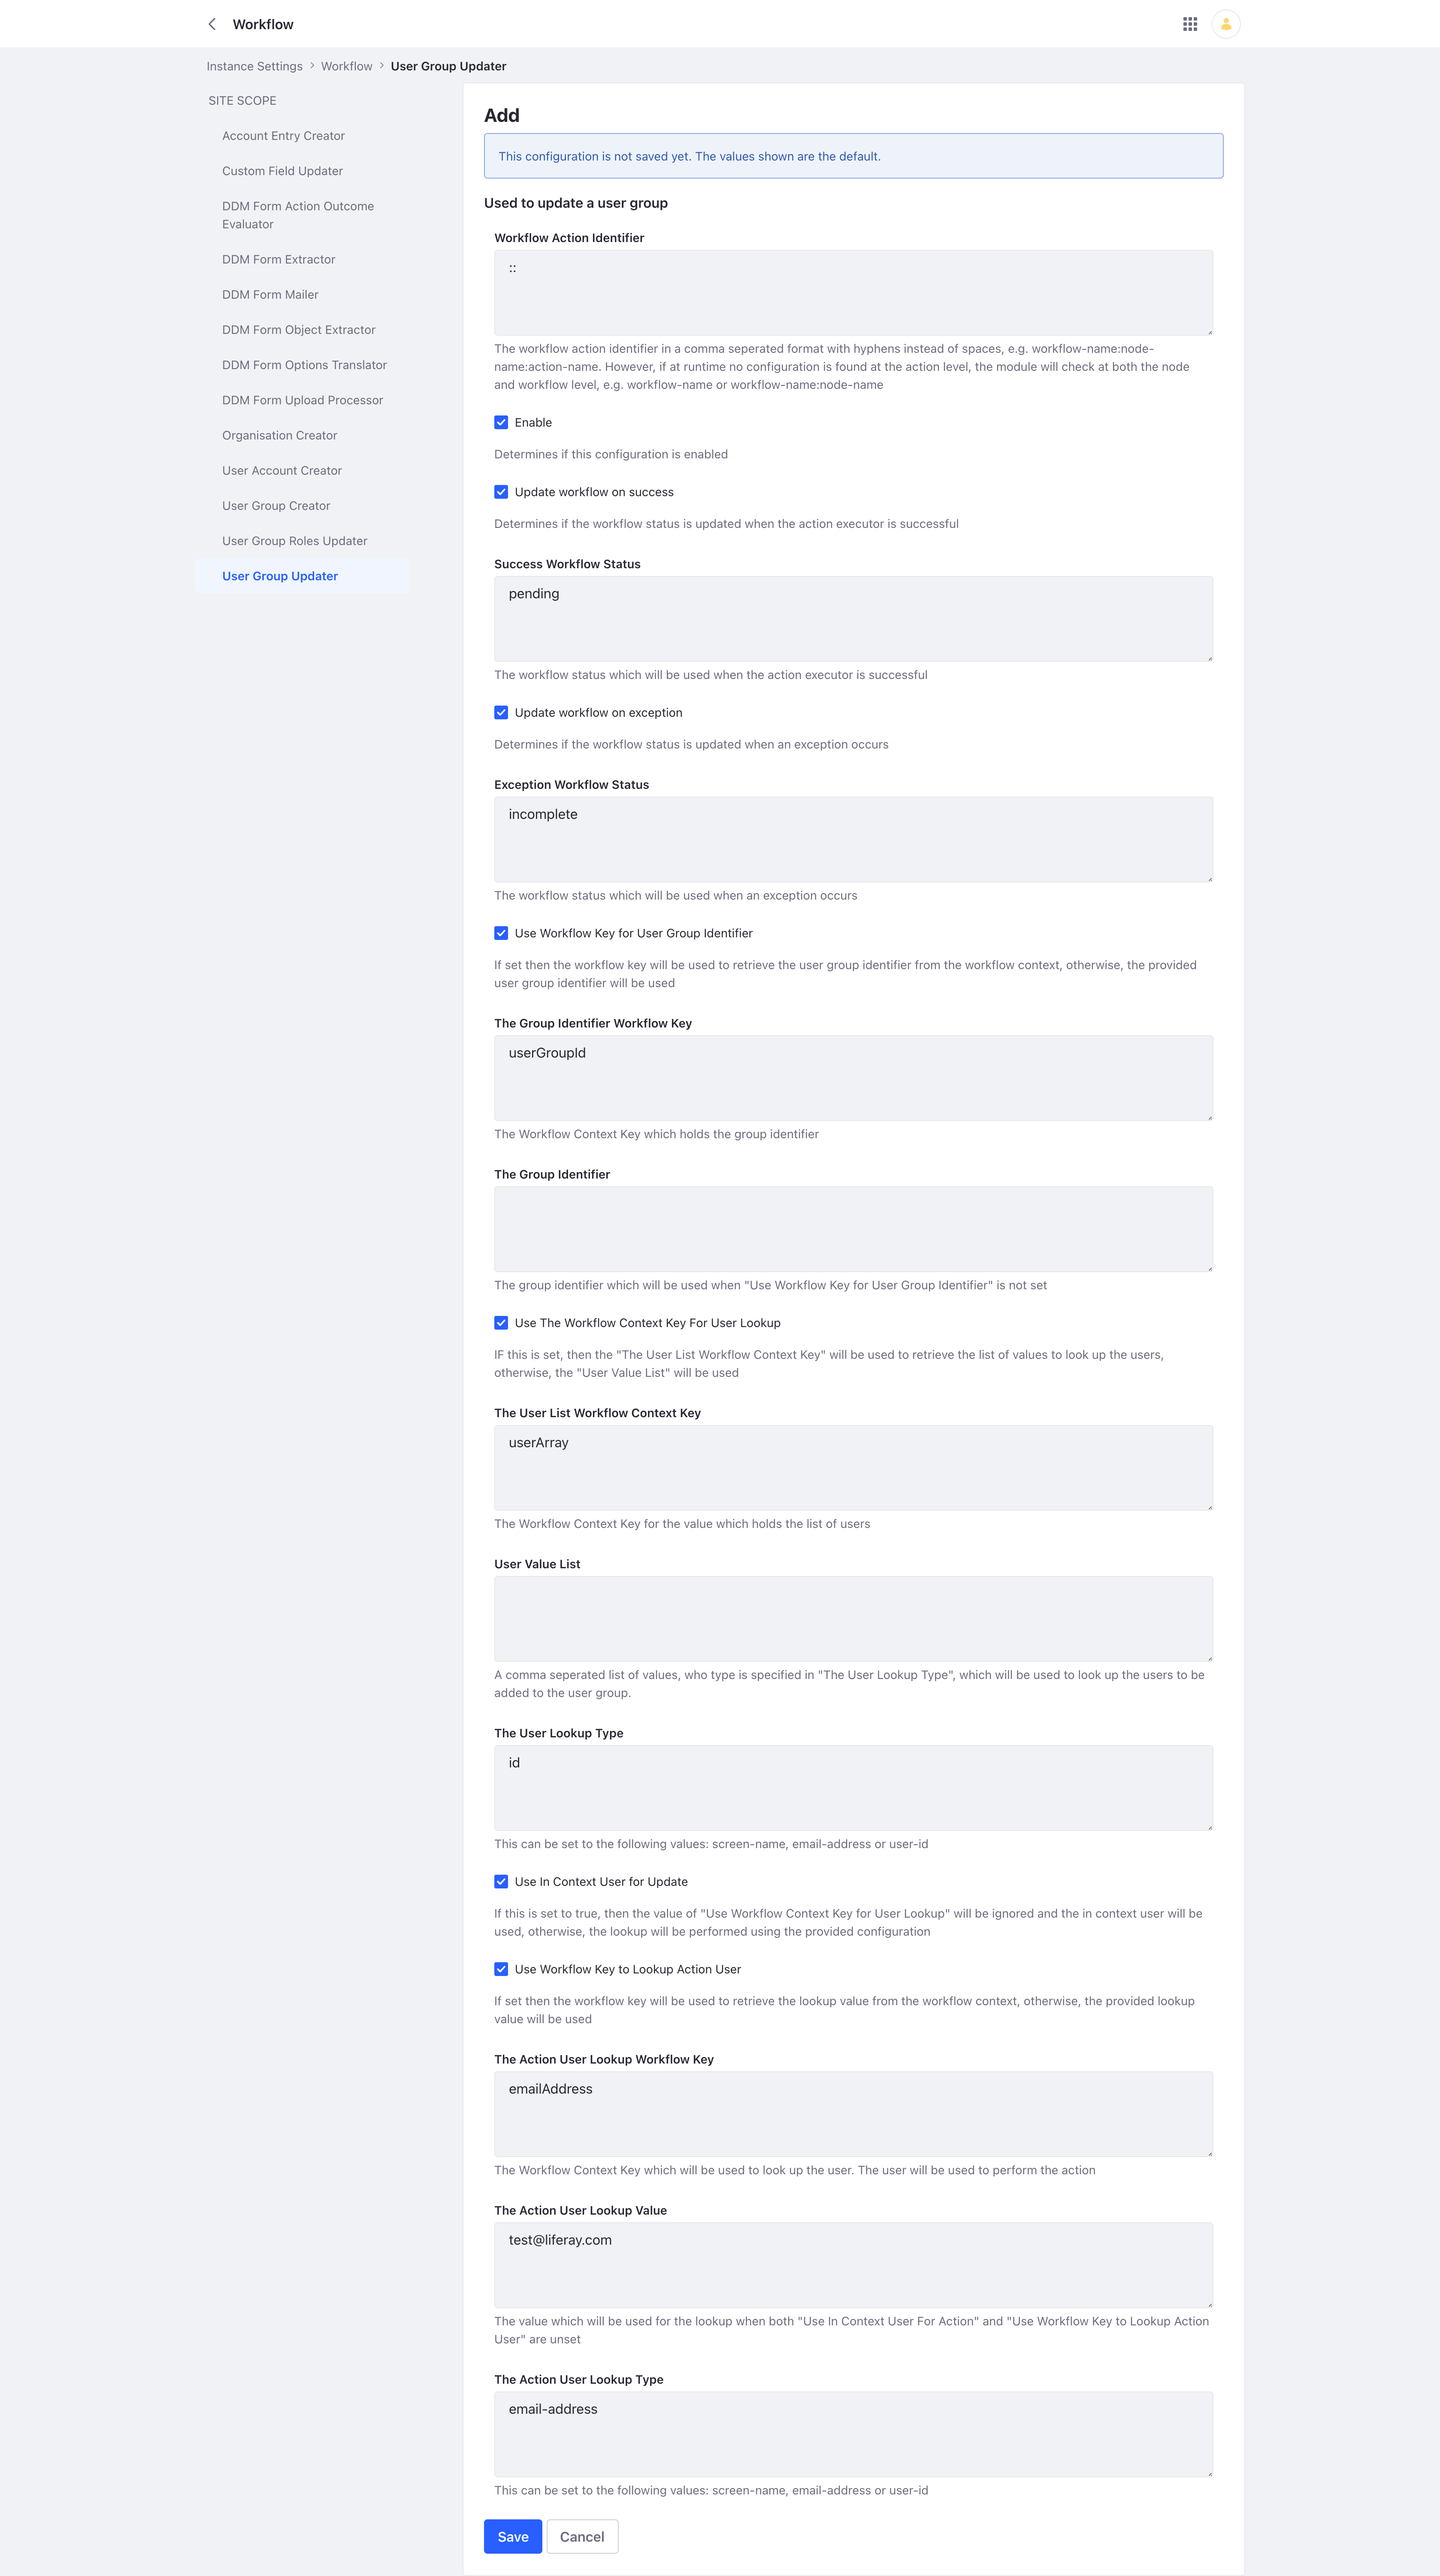 Workflow
Instance Settings > Workflow > User Group Updater
SITE SCOPE
Account Entry Creator
Custom Field Updater
DDM Form Action Outcome
Evaluator
DDM Form Extractor
DDM Form Mailer
DDM Form Object Extractor
DDM Form Options Translator
DDM Form Upload Processor
Organisation Creator
User Account Creator
User Group Creator
User Group Roles Updater
User Group Updater
Add
This configuration is not saved yet. The values shown are the default.
Used to update a user group
Workflow Action Identifier
::
The workflow action identifier in a comma seperated format with hyphens instead of spaces, e.g. workflow-name:node-
name:action-name. However, if at runtime no configuration is found at the action level, the module will check at both the node
and workflow level, e.g. workflow-name or workflow-name:node-name
Enable
Determines if this configuration is enabled
Update workflow on success
Determines if the workflow status is updated when the action executor is successful
Success Workflow Status
pending
The workflow status which will be used when the action executor is successful
Update workflow on exception
Determines if the workflow status is updated when an exception occurs
Exception Workflow Status
incomplete
The workflow status which will be used when an exception occurs
Use Workflow Key for User Group Identifier
If set then the workflow key will be used to retrieve the user group identifier from the workflow context, otherwise, the provided
user group identifier will be used
The Group Identifier Workflow Key
userGroupId
The Workflow Context Key which holds the group identifier
The Group Identifier
The group identifier which will be used when "Use Workflow Key for User Group Identifier" is not set
Use The Workflow Context Key For User Lookup
IF this is set, then the "The User List Workflow Context Key" will be used to retrieve the list of values to look up the users,
otherwise, the "User Value List" will be used
The User List Workflow Context Key
userArray
The Workflow Context Key for the value which holds the list of users
User Value List
A comma seperated list of values, who type is specified in "The User Lookup Type", which will be used to look up the users to be
added to the user group.
The User Lookup Type
id
This can be set to the following values: screen-name, email-address or user-id
Use In Context User for Update
If this is set to true, then the value of "Use Workflow Context Key for User Lookup" will be ignored and the in context user will be
used, otherwise, the lookup will be performed using the provided configuration
Use Workflow Key to Lookup Action User
If set then the workflow key will be used to retrieve the lookup value from the workflow context, otherwise, the provided lookup
value will be used
The Action User Lookup Workflow Key
emailAddress
The Workflow Context Key which will be used to look up the user. The user will be used to perform the action
The Action User Lookup Value
test@liferay.com
The value which will be used for the lookup when both "Use In Context User For Action" and "Use Workflow Key to Lookup Action
User" are unset
The Action User Lookup Type
email-address
This can be set to the following values: screen-name, email-address or user-id
Save Cancel